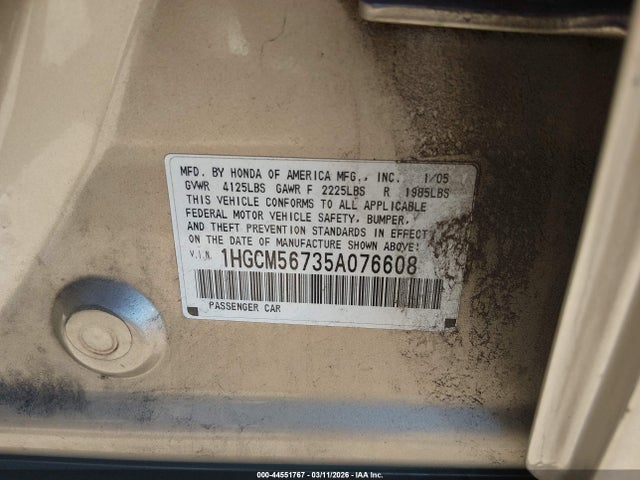 MFD. BY HONDA OF AMERICA MFG., INC. 1/05
GVWR 4125LBS GAWR F 2225LBS R 1985LBS
THIS VEHICLE CONFORMS TO ALL APPLICABLE
FEDERAL MOTOR VEHICLE SAFETY, BUMPER,
AND THEFT PREVENTION STANDARDS IN EFFECT
ON DATE OF MANUFACTURE SHOWN ABOVE.
V.I.N. 1HGCM56735A076608
PASSENGER CAR
000-44551767 - 03/11/2026 - IAA Inc.